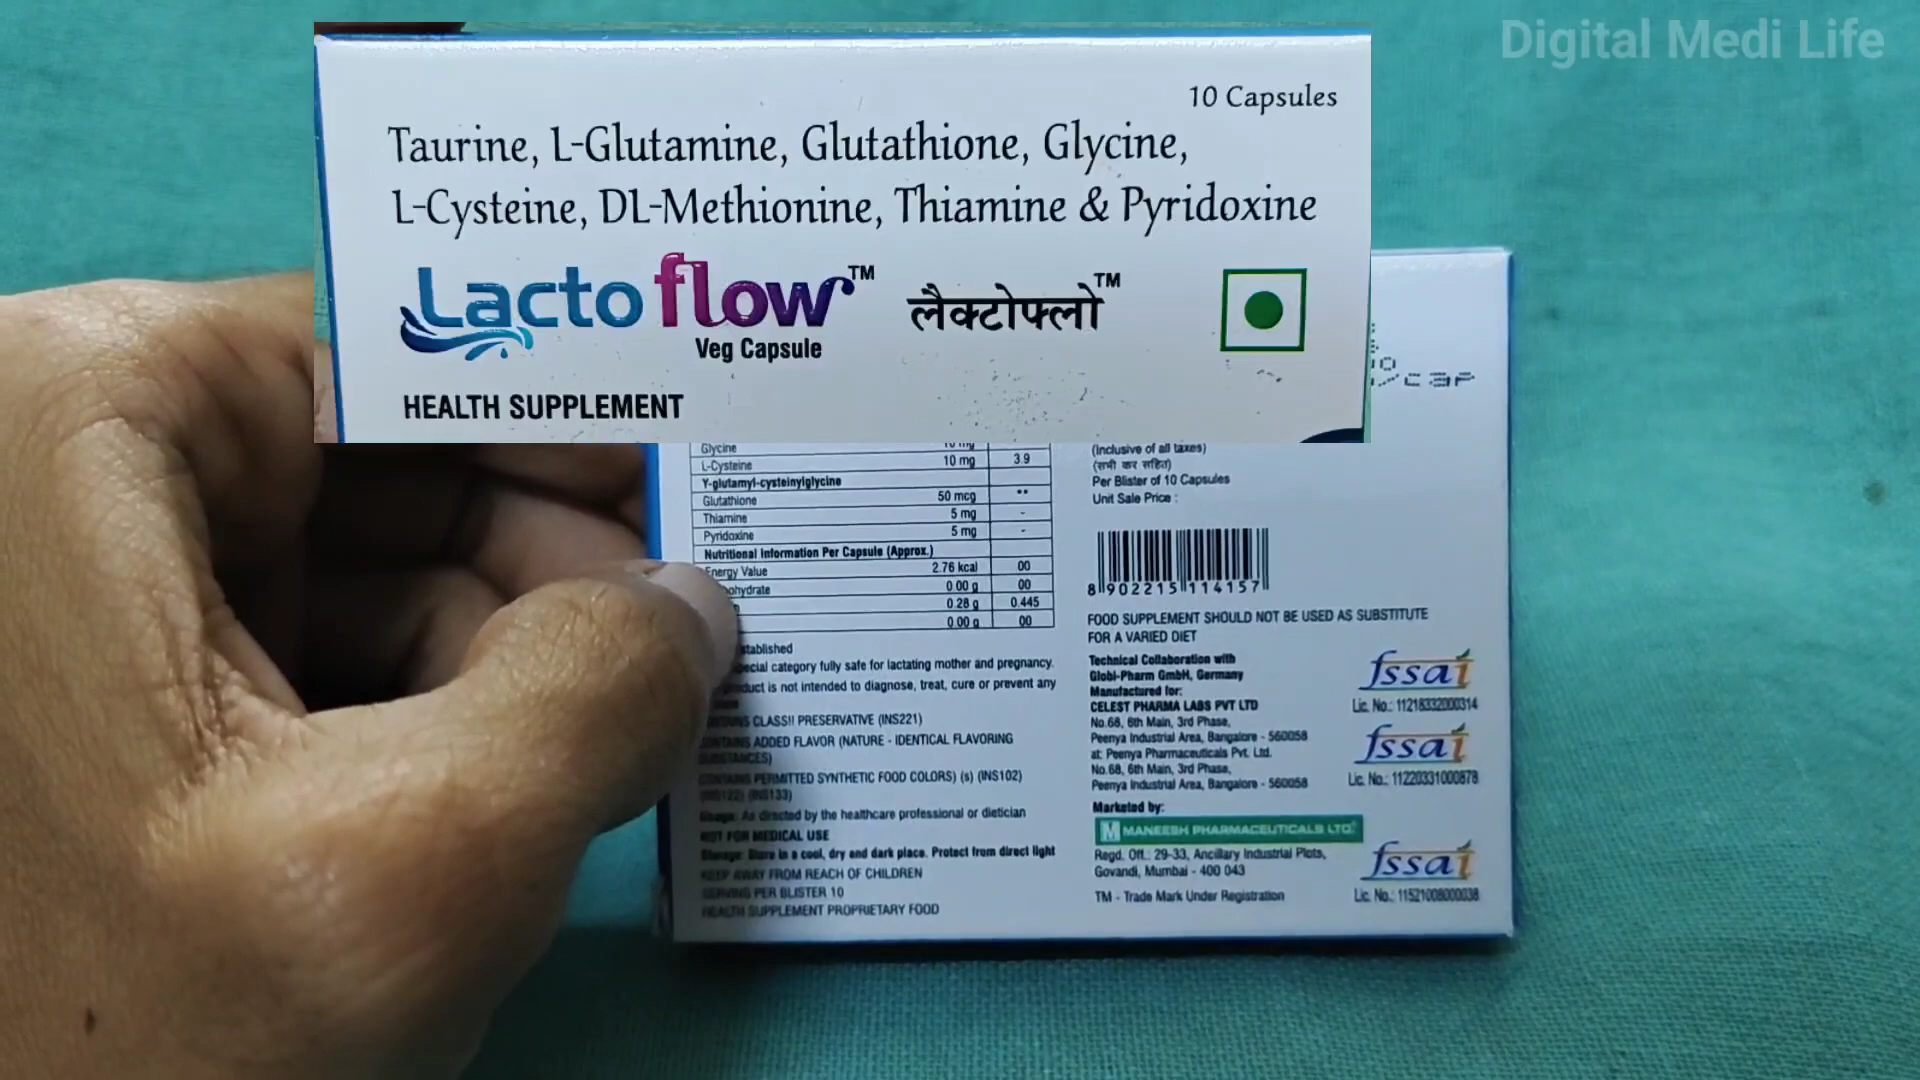 Digital Medi Life
10 Capsules
Taurine, L-Glutamine, Glutathione, Glycine,
L-Cysteine, DL-Methionine, Thiamine & Pyridoxine
Lactoflow™ लैक्टोफ्लो™
Veg Capsule
HEALTH SUPPLEMENT
Glycine 10 mg
L-Cysteine 10 mg 3.9
Y-glutamyl-cysteinylglycine
Glutathione 50 mcg **
Thiamine 5 mg -
Pyridoxine 5 mg -
Nutritional Information Per Capsule (Approx.)
Energy Value 2.76 kcal 00
0.00 g 00
0.28 g 0.445
0.00 g 00
category fully safe for lactating mother and pregnancy.
is not intended to diagnose, treat, cure or prevent any
CLASSII PRESERVATIVE (INS221)
ADDED FLAVOR (NATURE - IDENTICAL FLAVORING
PERMITTED SYNTHETIC FOOD COLORS) (s) (INS102)
(INS133)
Usage: As directed by the healthcare professional or dietician
NOT FOR MEDICAL USE
Storage: Store in a cool, dry and dark place. Protect from direct light
KEEP AWAY FROM REACH OF CHILDREN
SERVING PER BLISTER 10
HEALTH SUPPLEMENT PROPRIETARY FOOD
(Inclusive of all taxes)
(सभी कर सहित)
Per Blister of 10 Capsules
Unit Sale Price :
8 902215 114157
FOOD SUPPLEMENT SHOULD NOT BE USED AS SUBSTITUTE
FOR A VARIED DIET
Technical Collaboration with
Globi-Pharm GmbH, Germany
Manufactured for:
CELEST PHARMA LABS PVT LTD
No.68, 6th Main, 3rd Phase,
Peenya Industrial Area, Bangalore - 560058
at: Peenya Pharmaceuticals Pvt. Ltd.
No.68, 6th Main, 3rd Phase,
Peenya Industrial Area, Bangalore - 560058
fssai
Lic. No.: 11218332000314
fssai
Lic. No.: 11220331000878
Marketed by:
M MANEESH PHARMACEUTICALS LTD.
Regd. Off.: 29-33, Ancillary Industrial Plots,
Govandi, Mumbai - 400 043
TM - Trade Mark Under Registration
fssai
Lic. No.: 11521008000038